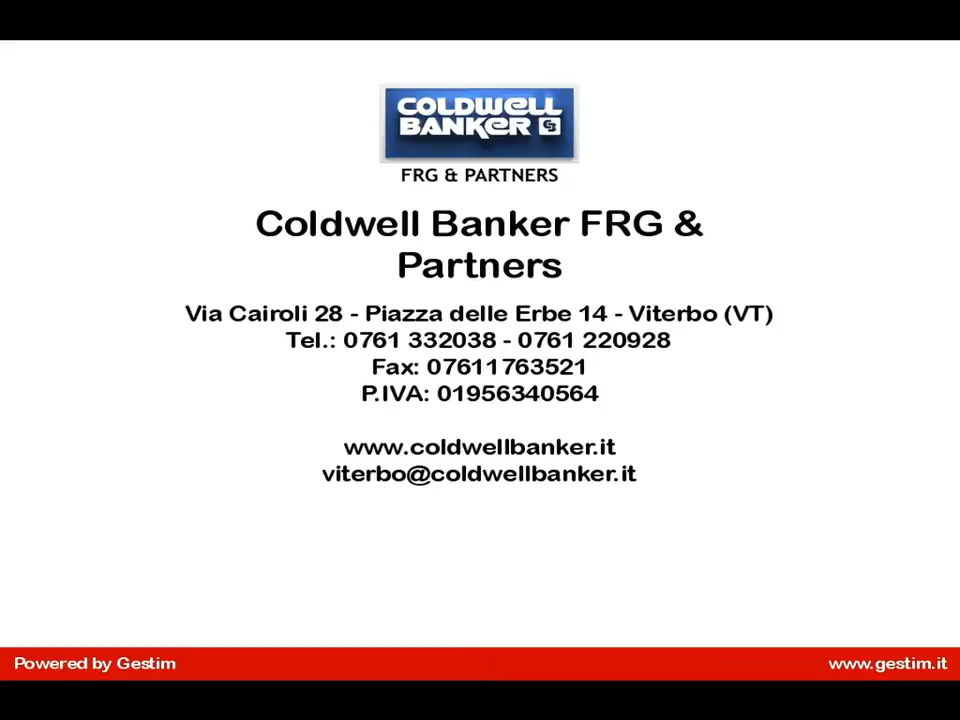 COLDWELL
BANKER CB
FRG & PARTNERS
Coldwell Banker FRG &
Partners
Via Cairoli 28 - Piazza delle Erbe 14 - Viterbo (VT)
Tel.: 0761 332038 - 0761 220928
Fax: 07611763521
P.IVA: 01956340564
www.coldwellbanker.it
viterbo@coldwellbanker.it
Powered by Gestim
www.gestim.it